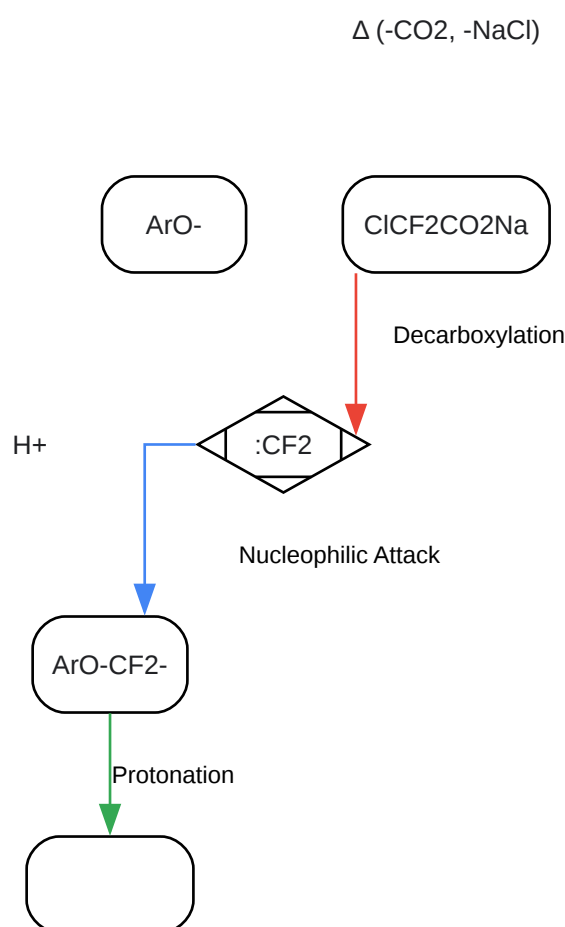 Δ (-CO2, -NaCl)
ArO-
ClCF2CO2Na
Decarboxylation
H+
:CF2
Nucleophilic Attack
ArO-CF2-
Protonation